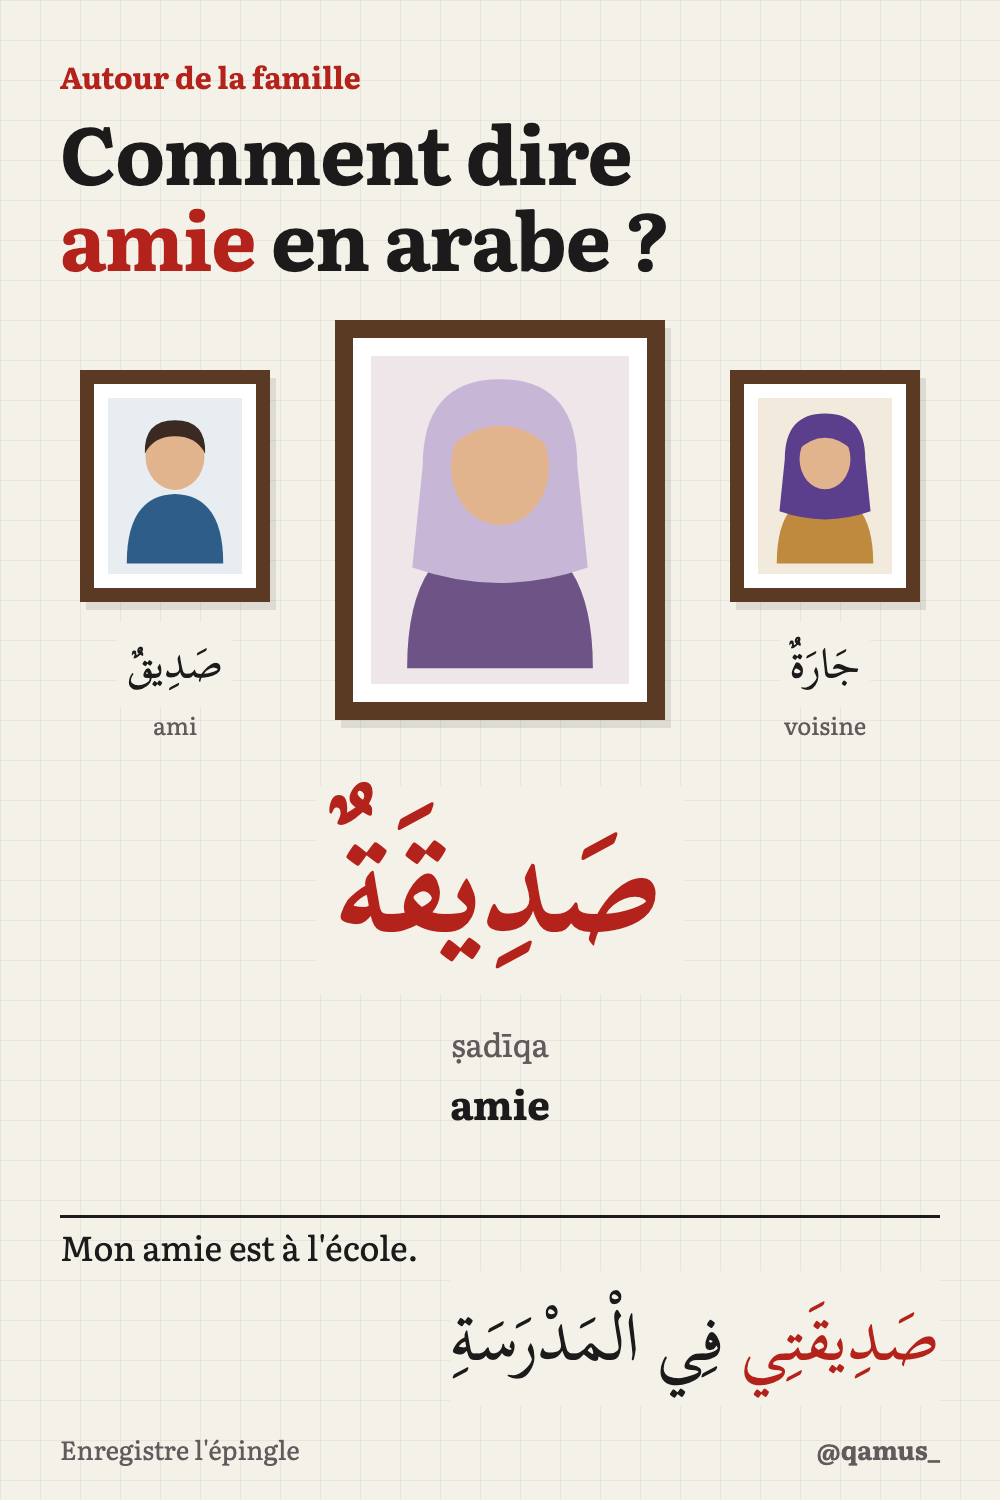 Autour de la famille
Comment dire
amie en arabe ?
صَدِيقٌ
ami
جَارَةٌ
voisine
صَدِيقَةٌ
ṣadīqa
amie
Mon amie est à l'école.
صَدِيقَتِي فِي الْمَدْرَسَةِ
Enregistre l'épingle
@qamus_